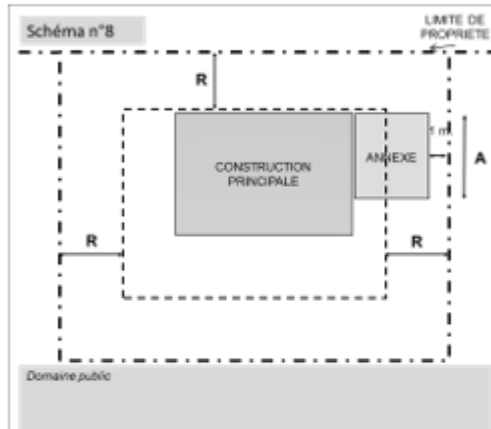 Schéma n°8
LIMITE DE
PROPRIETE
R
1 m.
ANNEXE
A
CONSTRUCTION
PRINCIPALE
R
R
Domaine public